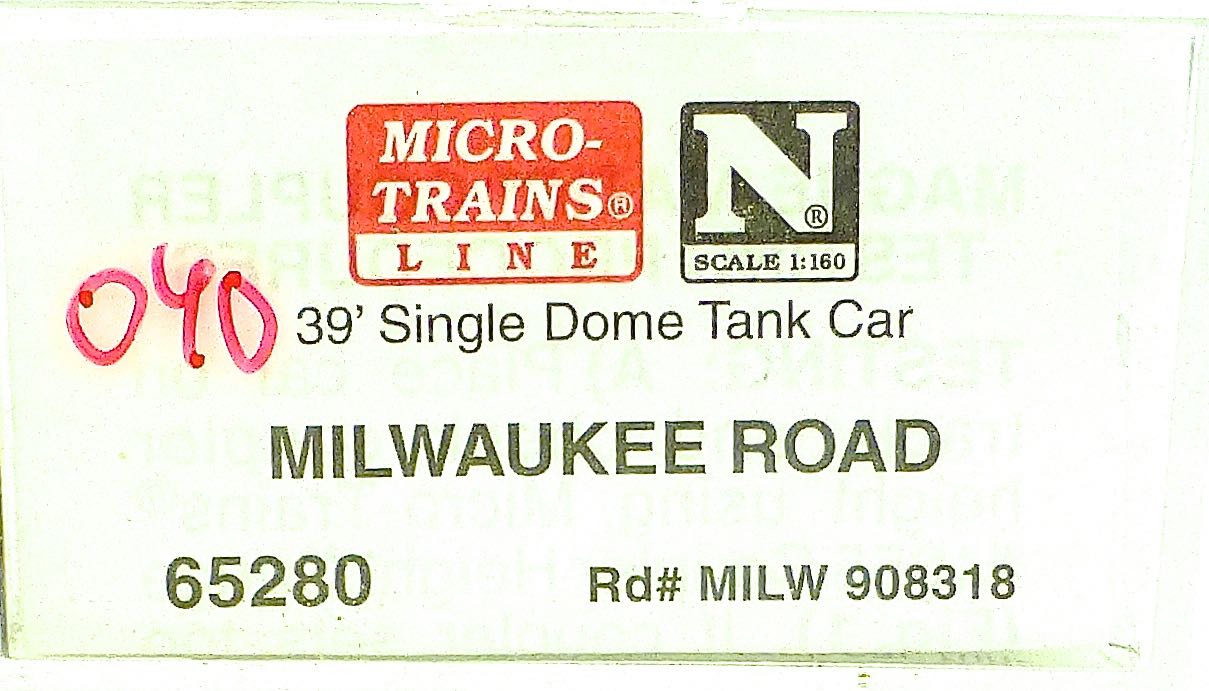 MICRO-
TRAINS®
LINE
N®
SCALE 1:160
040
39' Single Dome Tank Car
MILWAUKEE ROAD
65280
Rd# MILW 908318